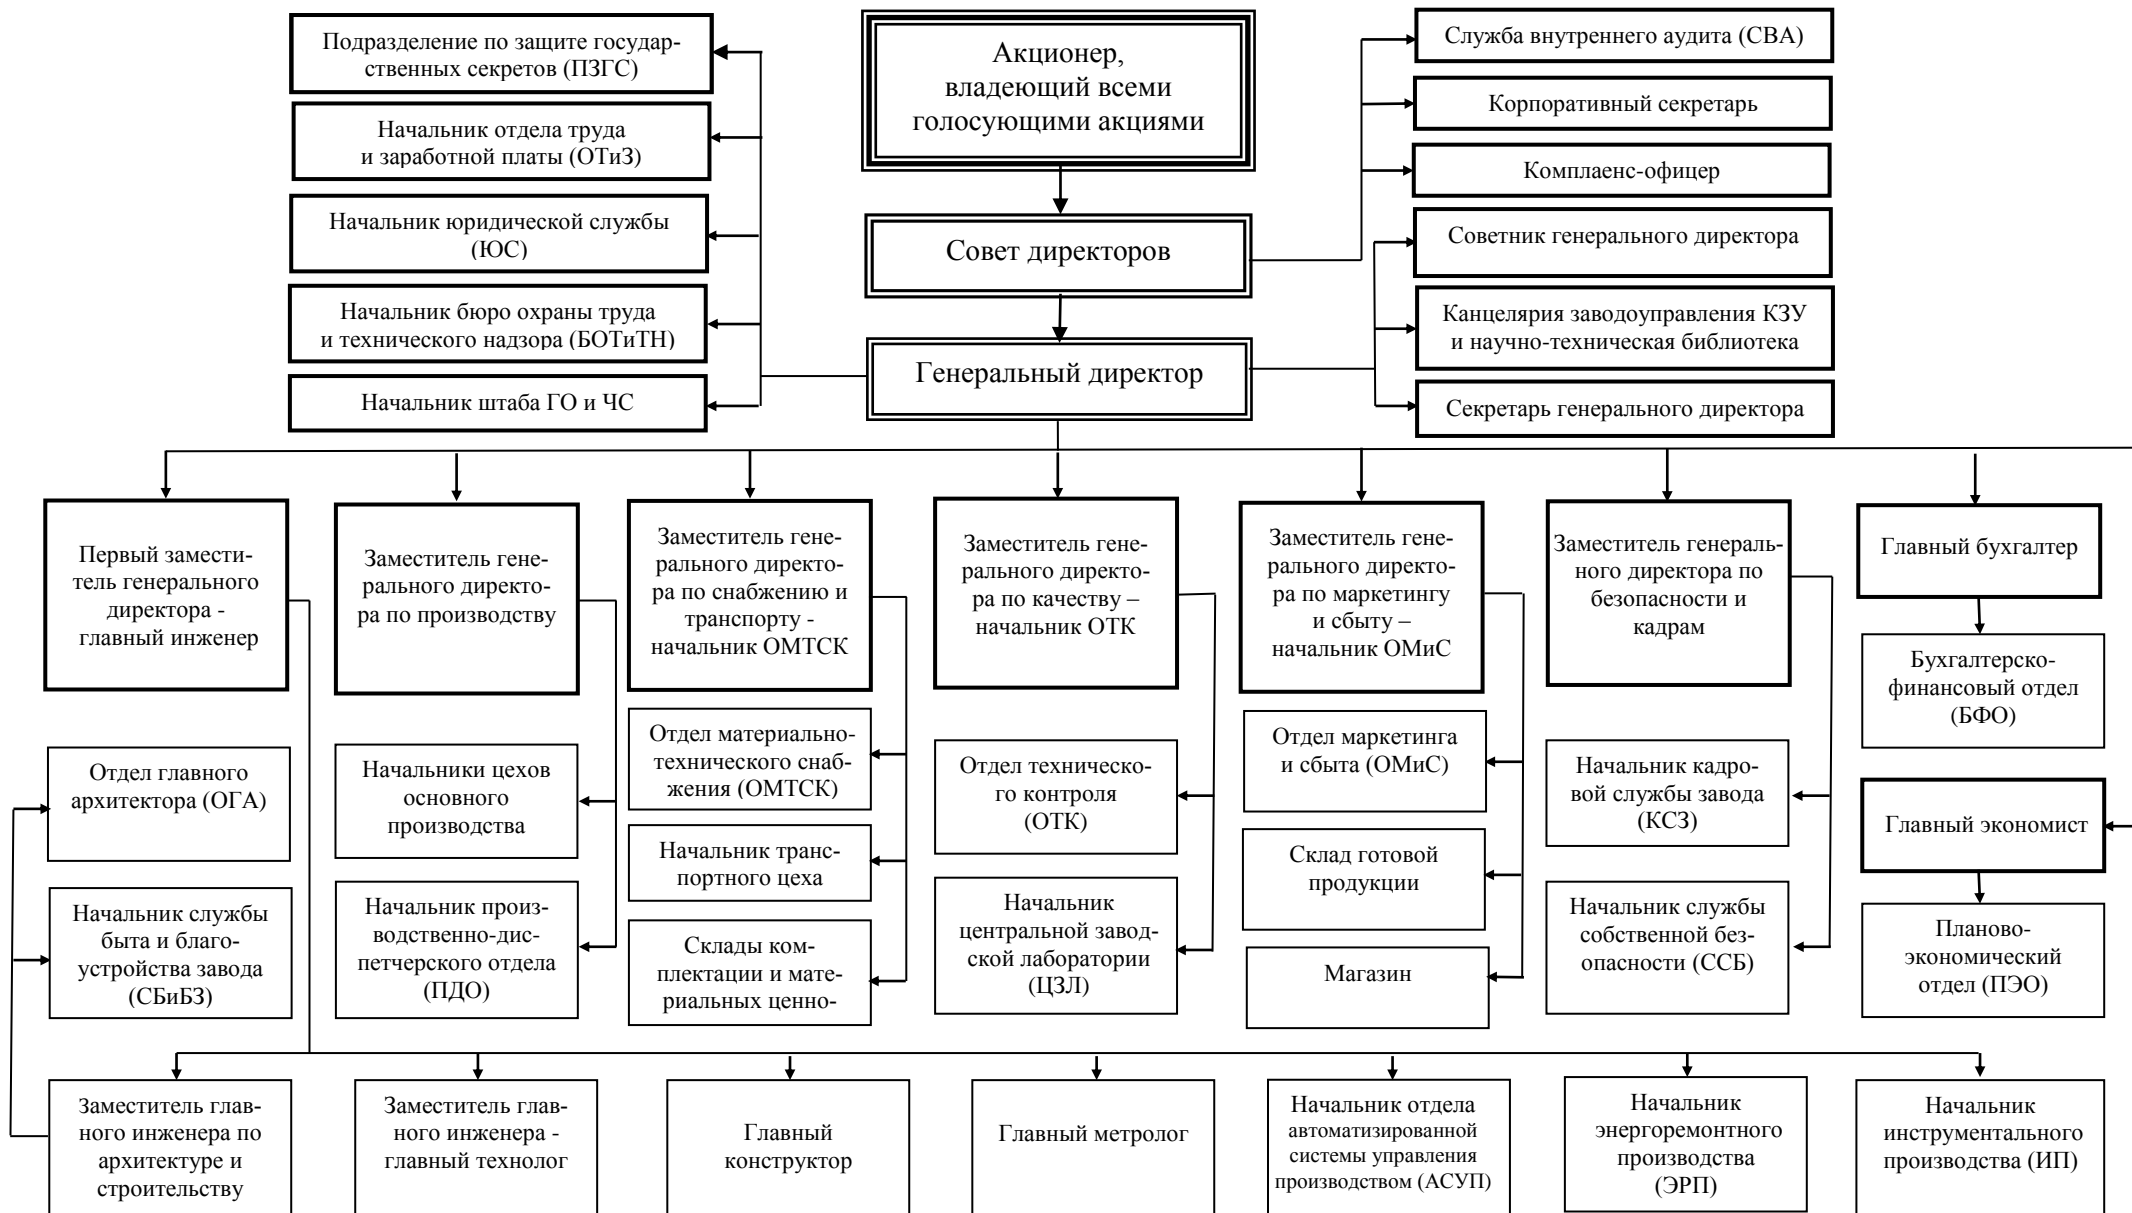 Подразделение по защите государ-
ственных секретов (ПЗГС)
Начальник отдела труда
и заработной платы (ОТиЗ)
Начальник юридической службы
(ЮС)
Начальник бюро охраны труда
и технического надзора (БОТиТН)
Начальник штаба ГО и ЧС
Акционер,
владеющий всеми
голосующими акциями
Совет директоров
Генеральный директор
Служба внутреннего аудита (СВА)
Корпоративный секретарь
Комплаенс-офицер
Советник генерального директора
Канцелярия заводоуправления КЗУ
и научно-техническая библиотека
Секретарь генерального директора
Первый замести-
тель генерального
директора -
главный инженер
Заместитель гене-
рального директо-
ра по производству
Заместитель гене-
рального директо-
ра по снабжению и
транспорту -
начальник ОМТСК
Заместитель гене-
рального директо-
ра по качеству –
начальник ОТК
Заместитель гене-
рального директо-
ра по маркетингу
и сбыту –
начальник ОМиС
Заместитель генераль-
ного директора по
безопасности и
кадрам
Главный бухгалтер
Бухгалтерско-
финансовый отдел
(БФО)
Отдел главного
архитектора (ОГА)
Начальники цехов
основного
производства
Отдел материально-
технического снаб-
жения (ОМТСК)
Отдел техническо-
го контроля
(ОТК)
Отдел маркетинга
и сбыта (ОМиС)
Начальник кадро-
вой службы завода
(КСЗ)
Главный экономист
Начальник транс-
портного цеха
Склад готовой
продукции
Начальник службы
быта и благо-
устройства завода
(СБиБЗ)
Начальник произ-
водственно-дис-
петчерского отдела
(ПДО)
Склады ком-
плектации и мате-
риальных ценно-
Начальник
центральной завод-
ской лаборатории
(ЦЗЛ)
Магазин
Начальник службы
собственной без-
опасности (ССБ)
Планово-
экономический
отдел (ПЭО)
Заместитель глав-
ного инженера по
архитектуре и
строительству
Заместитель глав-
ного инженера -
главный технолог
Главный
конструктор
Главный метролог
Начальник отдела
автоматизированной
системы управления
производством (АСУП)
Начальник
энергоремонтного
производства
(ЭРП)
Начальник
инструментального
производства (ИП)